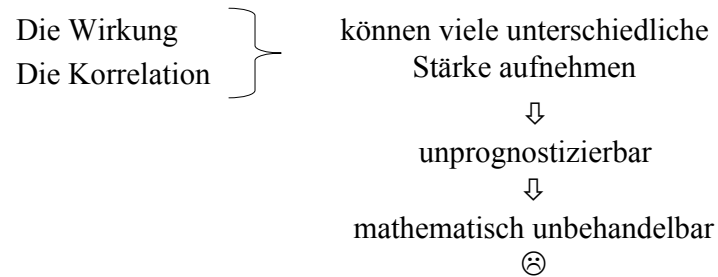 Die Wirkung
Die Korrelation
können viele unterschiedliche
Stärke aufnehmen
⇩
unprognostizierbar
⇩
mathematisch unbehandelbar
☹